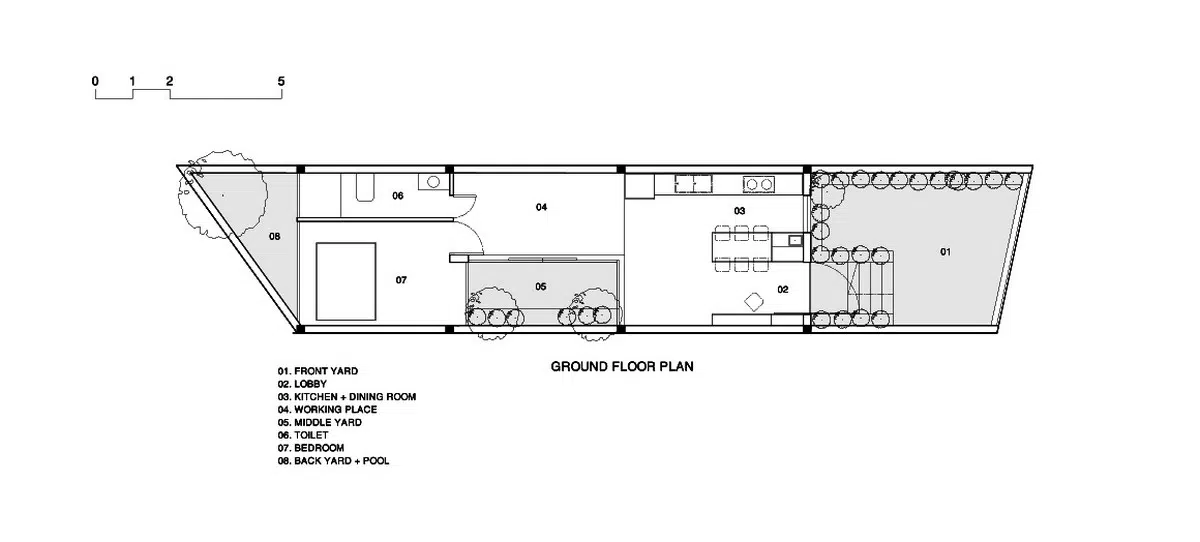 0 1 2 5
06
04
03
08
01
07
05
02
GROUND FLOOR PLAN
01. FRONT YARD
02. LOBBY
03. KITCHEN + DINING ROOM
04. WORKING PLACE
05. MIDDLE YARD
06. TOILET
07. BEDROOM
08. BACK YARD + POOL